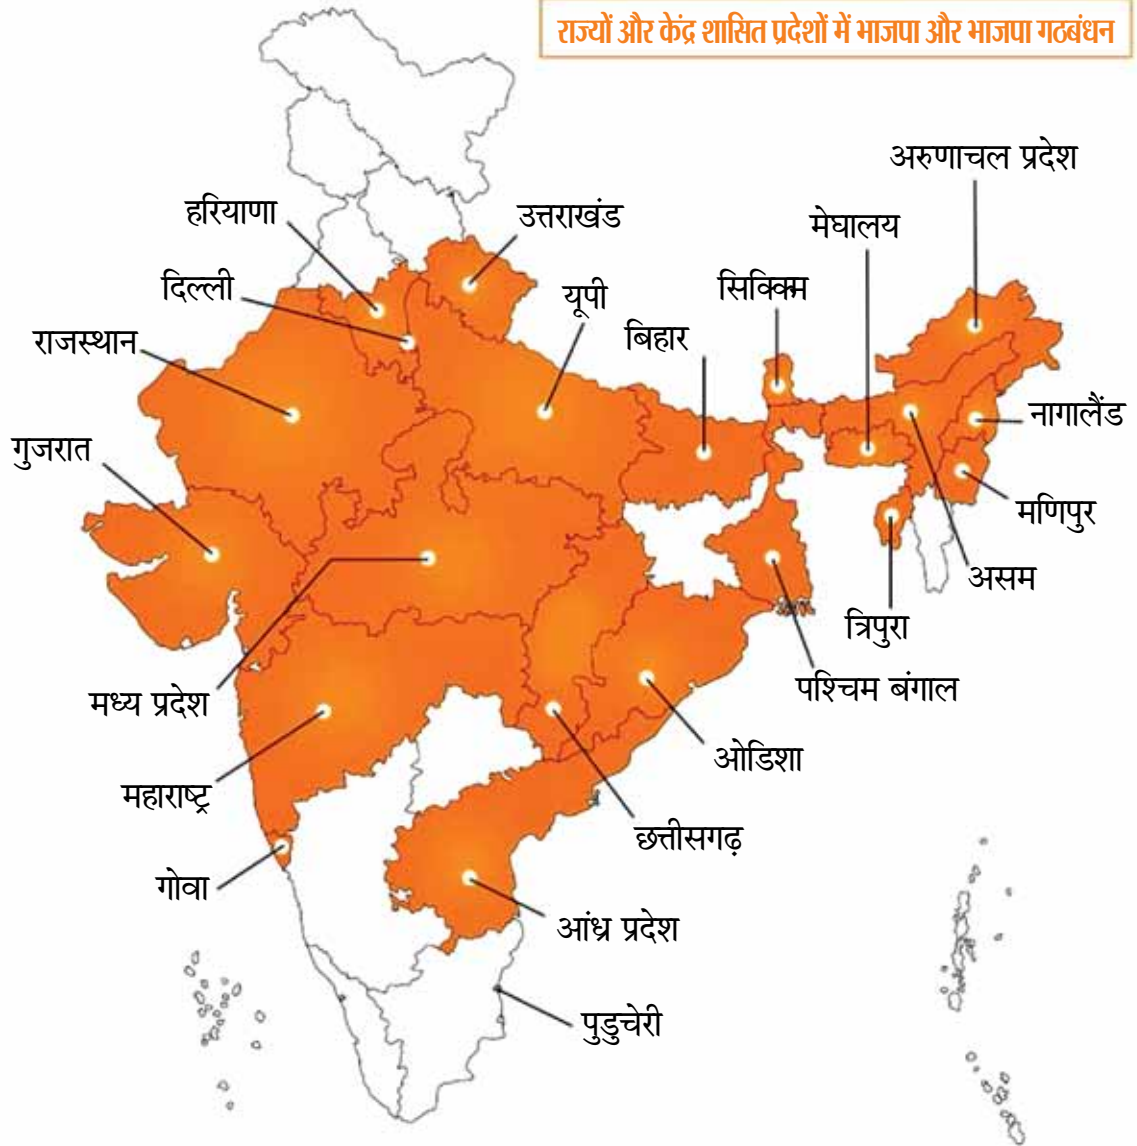 राज्यों और केंद्र शासित प्रदेशों में भाजपा और भाजपा गठबंधन
अरुणाचल प्रदेश
हरियाणा
उत्तराखंड
मेघालय
दिल्ली
यूपी
सिक्किम
राजस्थान
बिहार
नागालैंड
गुजरात
मणिपुर
असम
त्रिपुरा
मध्य प्रदेश
पश्चिम बंगाल
ओडिशा
महाराष्ट्र
छत्तीसगढ़
गोवा
आंध्र प्रदेश
पुडुचेरी